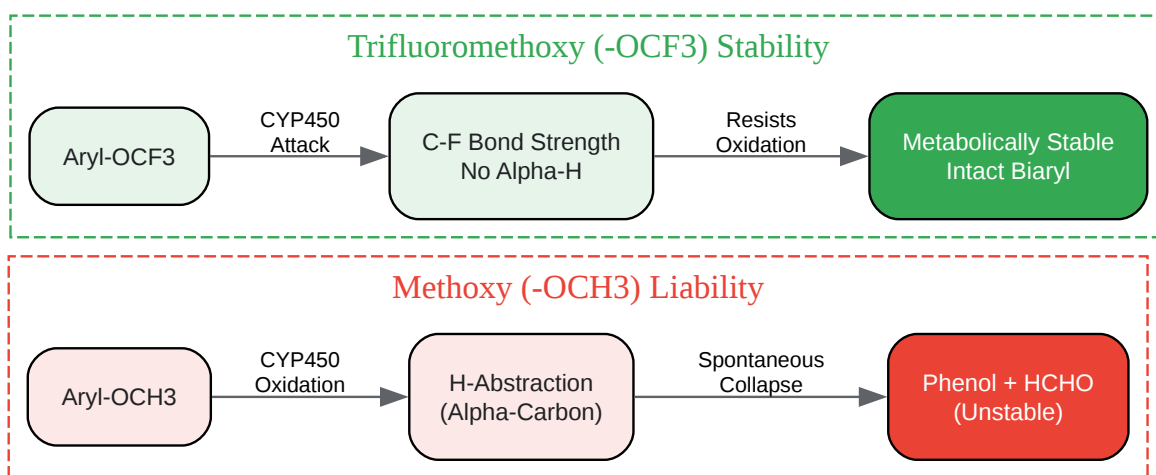 Trifluoromethoxy (-OCF3) Stability
Aryl-OCF3
CYP450
Attack
C-F Bond Strength
No Alpha-H
Resists
Oxidation
Metabolically Stable
Intact Biaryl
Methoxy (-OCH3) Liability
Aryl-OCH3
CYP450
Oxidation
H-Abstraction
(Alpha-Carbon)
Spontaneous
Collapse
Phenol + HCHO
(Unstable)